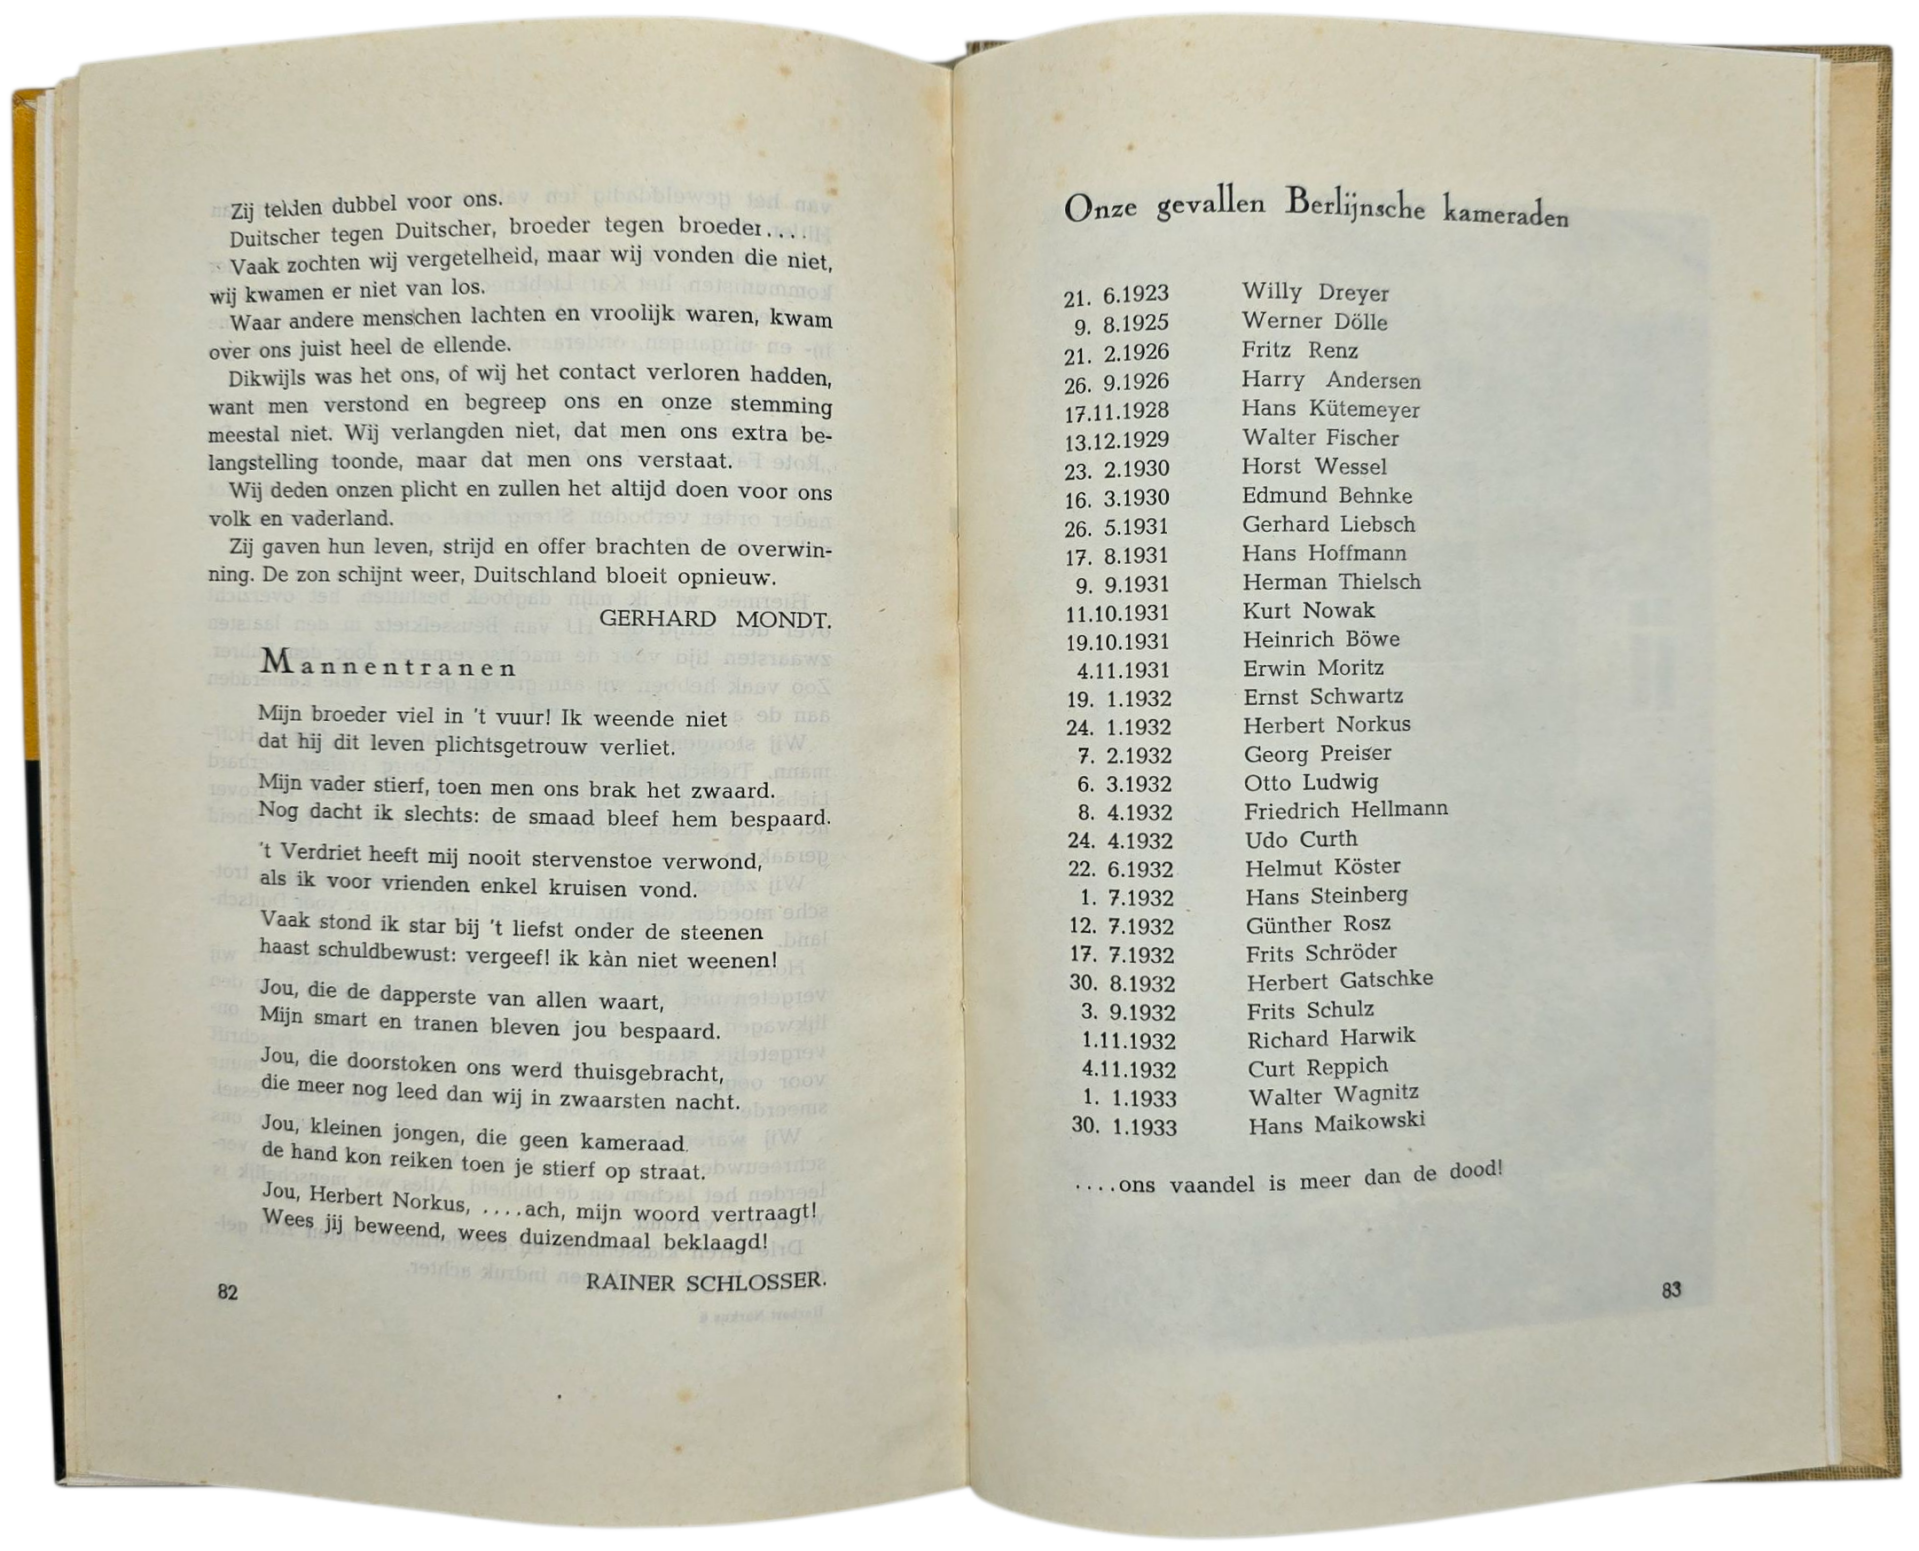 Zij telden dubbel voor ons.
Duitscher tegen Duitscher, broeder tegen broeder....
Vaak zochten wij vergetelheid, maar wij vonden die niet,
wij kwamen er niet van los.
Waar andere menschen lachten en vroolijk waren, kwam
over ons juist heel de ellende.
Dikwijls was het ons, of wij het contact verloren hadden,
want men verstond en begreep ons en onze stemming
meestal niet. Wij verlangden niet, dat men ons extra be-
langstelling toonde, maar dat men ons verstaat.
Wij deden onzen plicht en zullen het altijd doen voor ons
volk en vaderland.
Zij gaven hun leven, strijd en offer brachten de overwin-
ning. De zon schijnt weer, Duitschland bloeit opnieuw.
GERHARD MONDT.
Mannentranen
Mijn broeder viel in 't vuur! Ik weende niet
dat hij dit leven plichtsgetrouw verliet.
Mijn vader stierf, toen men ons brak het zwaard.
Nog dacht ik slechts: de smaad bleef hem bespaard.
't Verdriet heeft mij nooit stervenstoe verwond,
als ik voor vrienden enkel kruisen vond.
Vaak stond ik star bij 't liefst onder de steenen
haast schuldbewust: vergeef! ik kàn niet weenen!
Jou, die de dapperste van allen waart,
Mijn smart en tranen bleven jou bespaard.
Jou, die doorstoken ons werd thuisgebracht,
die meer nog leed dan wij in zwaarsten nacht.
Jou, kleinen jongen, die geen kameraad
de hand kon reiken toen je stierf op straat.
Jou, Herbert Norkus, ....ach, mijn woord vertraagt!
Wees jij beweend, wees duizendmaal beklaagd!
RAINER SCHLOSSER.
82
Onze gevallen Berlijnsche kameraden
21. 6.1923 Willy Dreyer
9. 8.1925 Werner Dölle
21. 2.1926 Fritz Renz
26. 9.1926 Harry Andersen
17.11.1928 Hans Kütemeyer
13.12.1929 Walter Fischer
23. 2.1930 Horst Wessel
16. 3.1930 Edmund Behnke
26. 5.1931 Gerhard Liebsch
17. 8.1931 Hans Hoffmann
9. 9.1931 Herman Thielsch
11.10.1931 Kurt Nowak
19.10.1931 Heinrich Böwe
4.11.1931 Erwin Moritz
19. 1.1932 Ernst Schwartz
24. 1.1932 Herbert Norkus
7. 2.1932 Georg Preiser
6. 3.1932 Otto Ludwig
8. 4.1932 Friedrich Hellmann
24. 4.1932 Udo Curth
22. 6.1932 Helmut Köster
1. 7.1932 Hans Steinberg
12. 7.1932 Günther Rosz
17. 7.1932 Frits Schröder
30. 8.1932 Herbert Gatschke
3. 9.1932 Frits Schulz
1.11.1932 Richard Harwik
4.11.1932 Curt Reppich
1. 1.1933 Walter Wagnitz
30. 1.1933 Hans Maikowski
....ons vaandel is meer dan de dood!
83